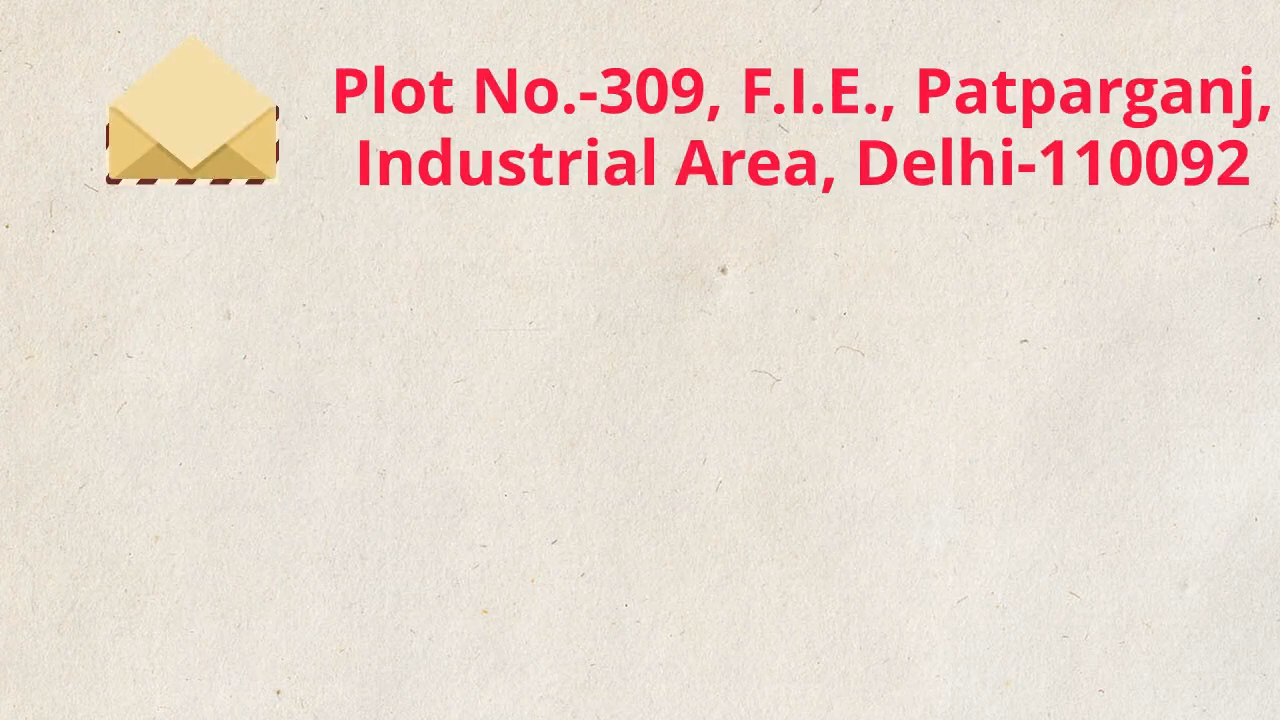 Plot No.-309, F.I.E., Patparganj,
Industrial Area, Delhi-110092